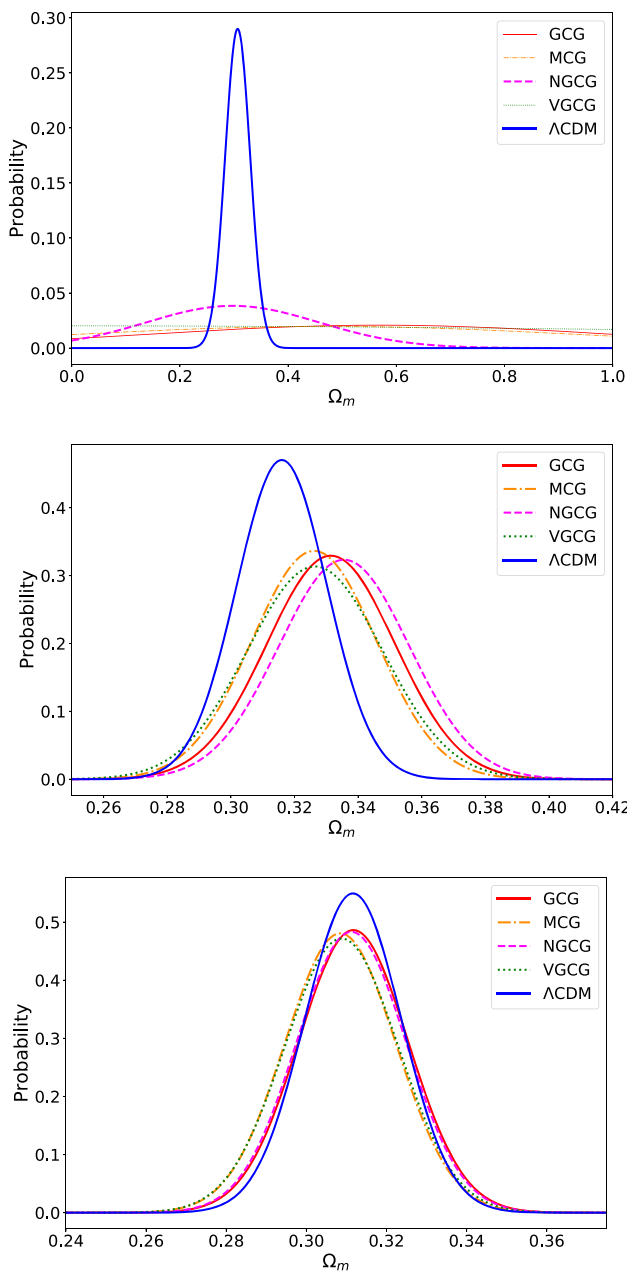 0.30
0.25
0.20
0.15
0.10
0.05
0.00
Probability
GCG
MCG
NGCG
VGCG
ΛCDM
0.0 0.2 0.4 0.6 0.8 1.0
Ωm
0.4
0.3
0.2
0.1
0.0
Probability
GCG
MCG
NGCG
VGCG
ΛCDM
0.26 0.28 0.30 0.32 0.34 0.36 0.38 0.40 0.42
Ωm
0.5
0.4
0.3
0.2
0.1
0.0
Probability
GCG
MCG
NGCG
VGCG
ΛCDM
0.24 0.26 0.28 0.30 0.32 0.34 0.36
Ωm